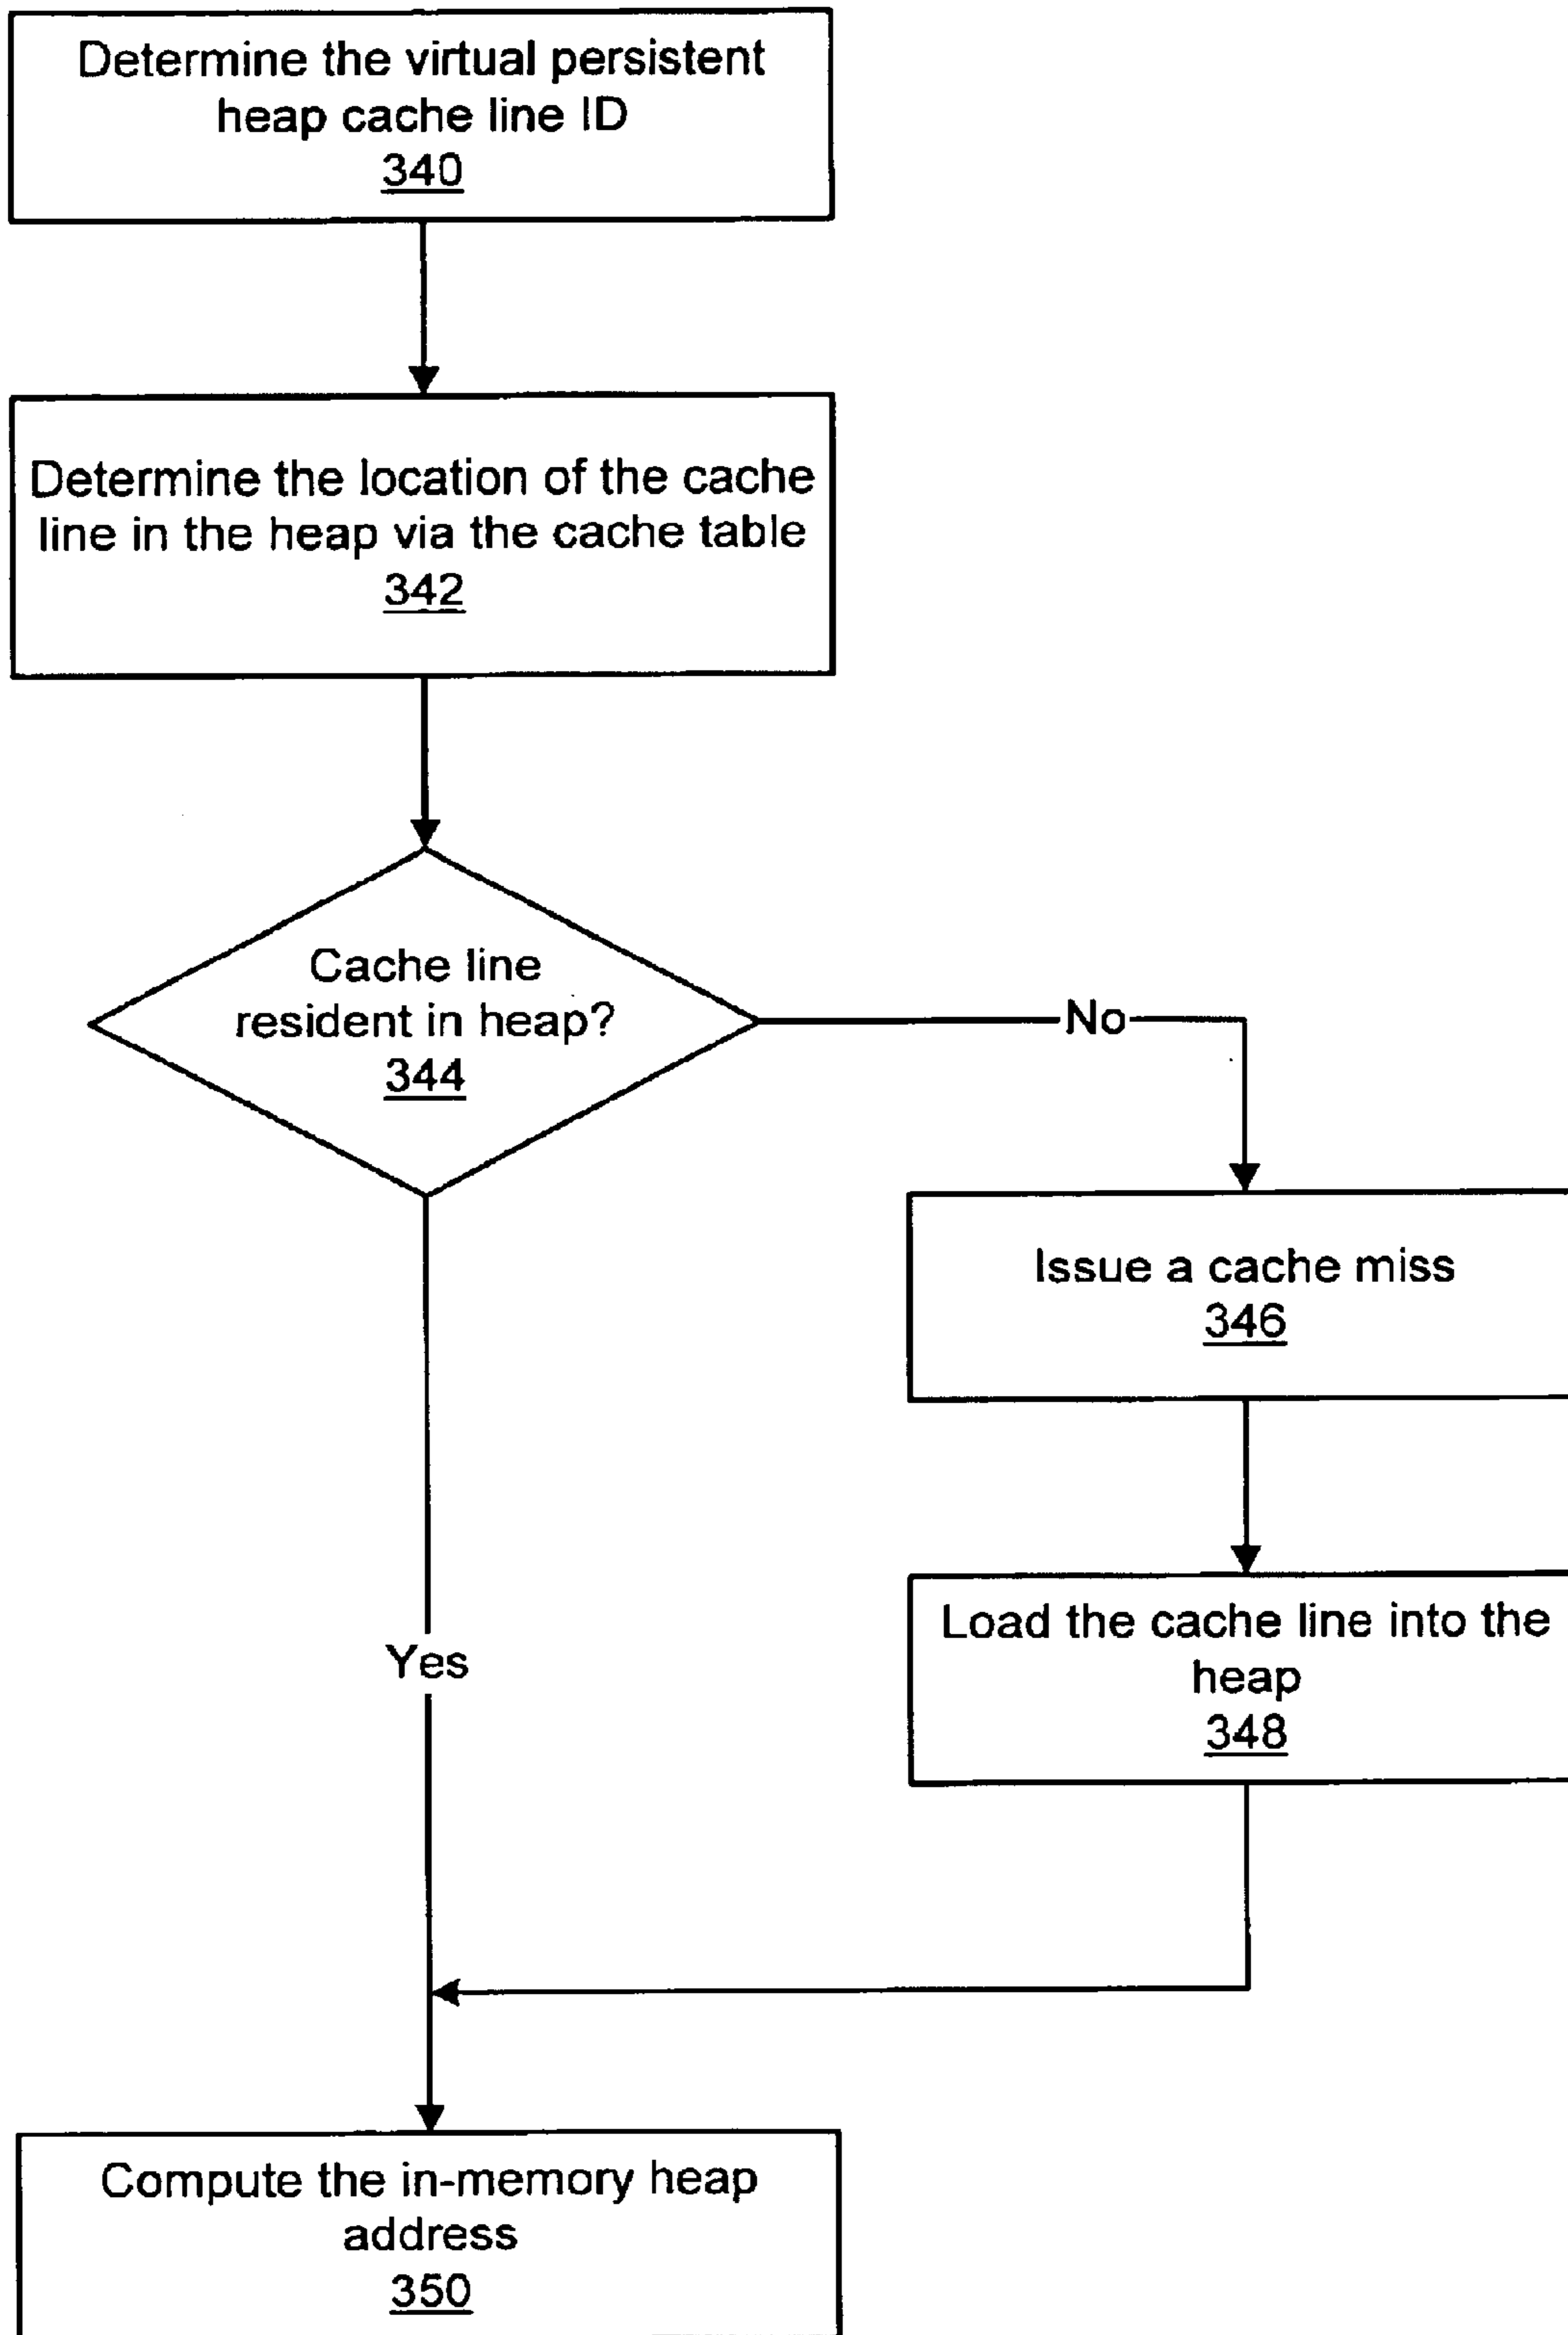 Determine the virtual persistent
heap cache line ID
340
Determine the location of the cache
line in the heap via the cache table
342
Cache line
resident in heap?
344
No
Issue a cache miss
346
Load the cache line into the
heap
348
Yes
Compute the in-memory heap
address
350